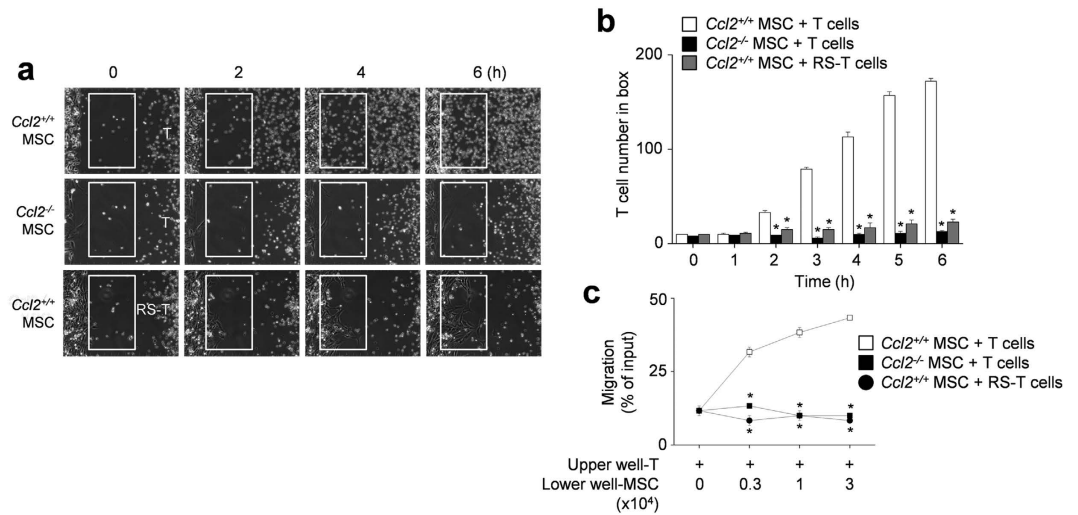 a
0 2 4 6 (h)
Ccl2+/+
MSC
T
Ccl2-/-
MSC
T
Ccl2+/+
MSC
RS-T
b
Ccl2+/+ MSC + T cells
Ccl2-/- MSC + T cells
Ccl2+/+ MSC + RS-T cells
T cell number in box
200
100
0
* * * * * * * * * *
0 1 2 3 4 5 6
Time (h)
c
Migration
(% of input)
50
25
0
* * *
* * *
Ccl2+/+ MSC + T cells
Ccl2-/- MSC + T cells
Ccl2+/+ MSC + RS-T cells
Upper well-T + + + +
Lower well-MSC 0 0.3 1 3
(x10⁴)